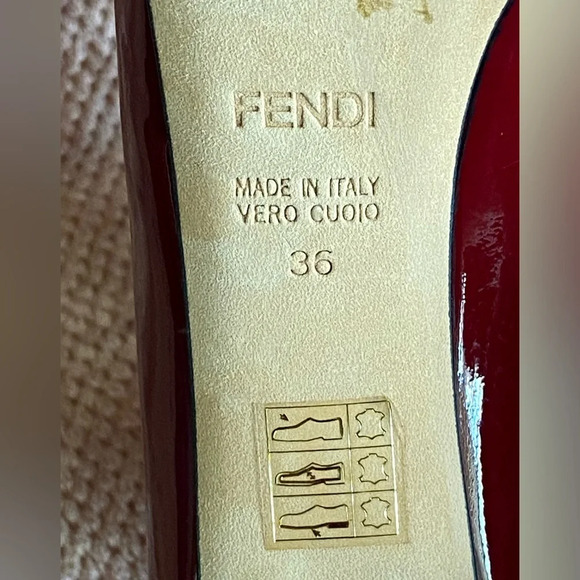 FENDI
MADE IN ITALY
VERO CUOIO
36